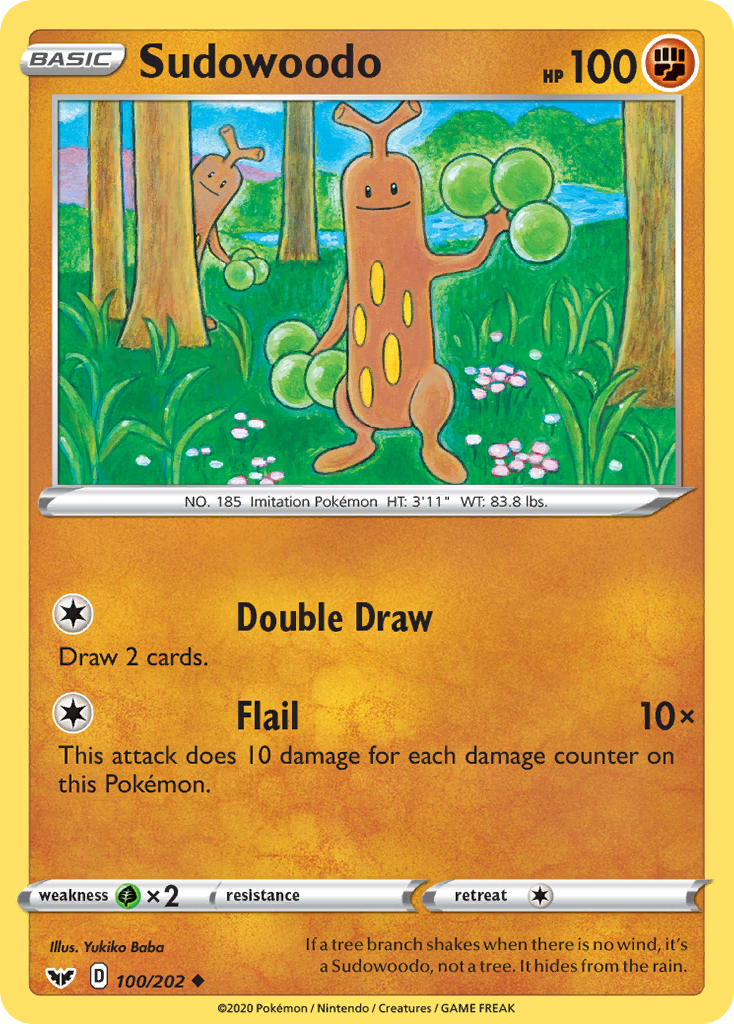 BASIC Sudowoodo HP 100
NO. 185 Imitation Pokémon HT: 3'11" WT: 83.8 lbs.
Double Draw
Draw 2 cards.
Flail 10×
This attack does 10 damage for each damage counter on
this Pokémon.
weakness ×2 resistance retreat
Illus. Yukiko Baba
If a tree branch shakes when there is no wind, it's
a Sudowoodo, not a tree. It hides from the rain.
D 100/202
©2020 Pokémon / Nintendo / Creatures / GAME FREAK